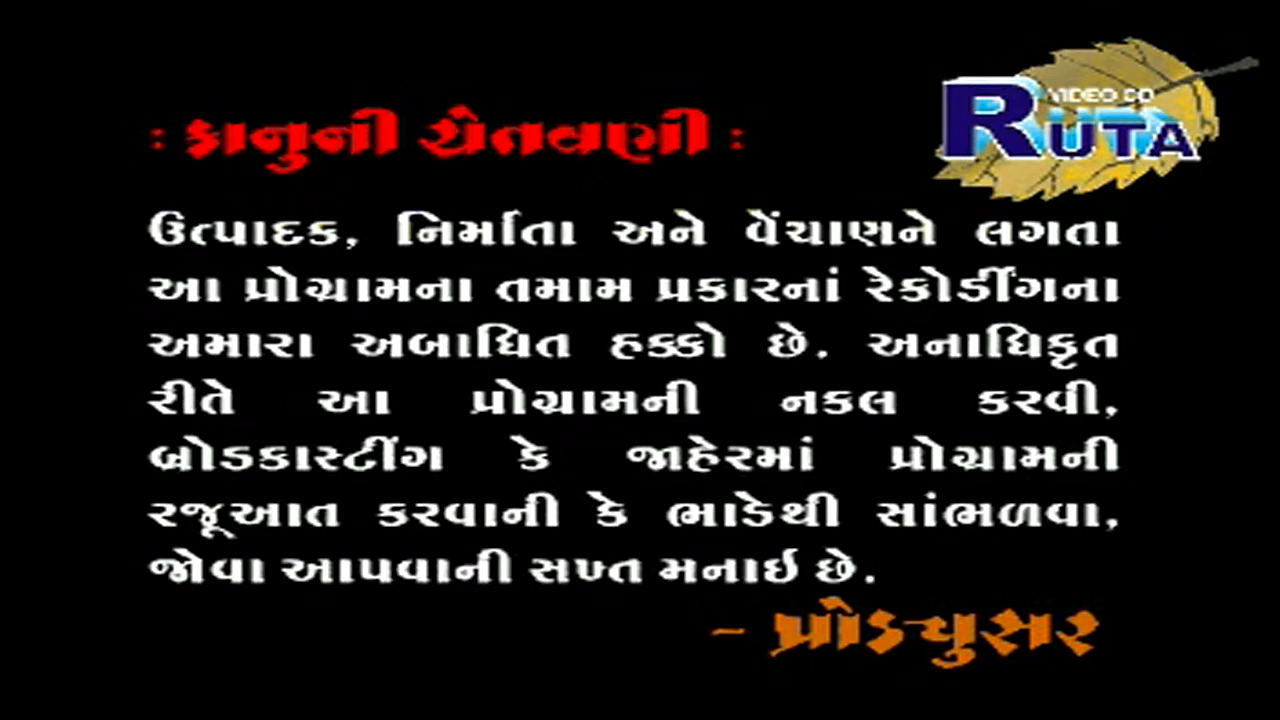 VIDEO CD
RUTA
: કાનુની ચેતવણી :
ઉત્પાદક, નિર્માતા અને વેંચાણને લગતા
આ પ્રોગ્રામના તમામ પ્રકારનાં રેકોર્ડીંગના
અમારા અબાધિત હક્કો છે. અનાધિકૃત
રીતે આ પ્રોગ્રામની નકલ કરવી,
બ્રોડકાસ્ટીંગ કે જાહેરમાં પ્રોગ્રામની
રજૂઆત કરવાની કે ભાડેથી સાંભળવા,
જોવા આપવાની સખ્ત મનાઇ છે.
- પ્રોડ્યુસર